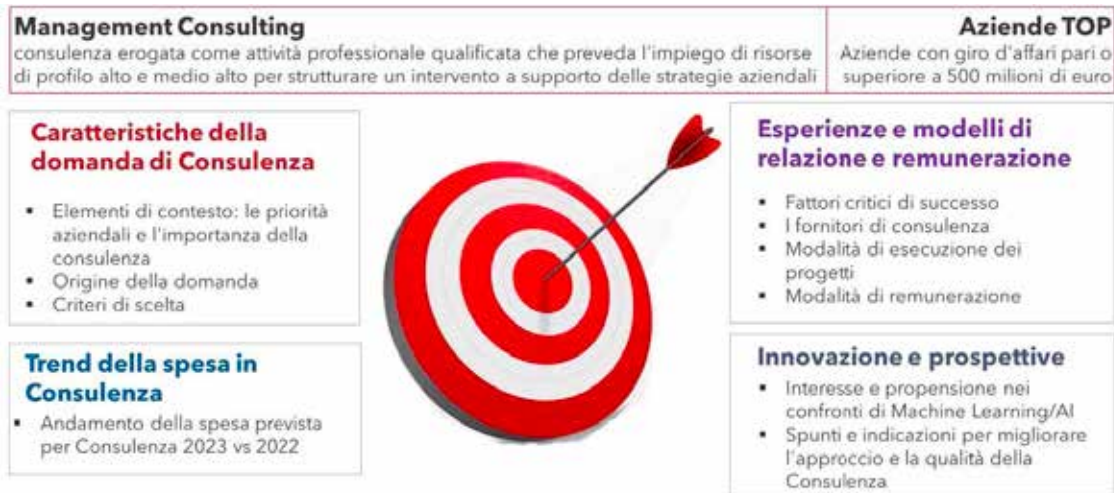 Management Consulting
consulenza erogata come attività professionale qualificata che preveda l'impiego di risorse
di profilo alto e medio alto per strutturare un intervento a supporto delle strategie aziendali
Aziende TOP
Aziende con giro d'affari pari o
superiore a 500 milioni di euro
Caratteristiche della
domanda di Consulenza
▪ Elementi di contesto: le priorità
aziendali e l'importanza della
consulenza
▪ Origine della domanda
▪ Criteri di scelta
Trend della spesa in
Consulenza
▪ Andamento della spesa prevista
per Consulenza 2023 vs 2022
Esperienze e modelli di
relazione e remunerazione
▪ Fattori critici di successo
▪ I fornitori di consulenza
▪ Modalità di esecuzione dei
progetti
▪ Modalità di remunerazione
Innovazione e prospettive
▪ Interesse e propensione nei
confronti di Machine Learning/AI
▪ Spunti e indicazioni per migliorare
l'approccio e la qualità della
Consulenza